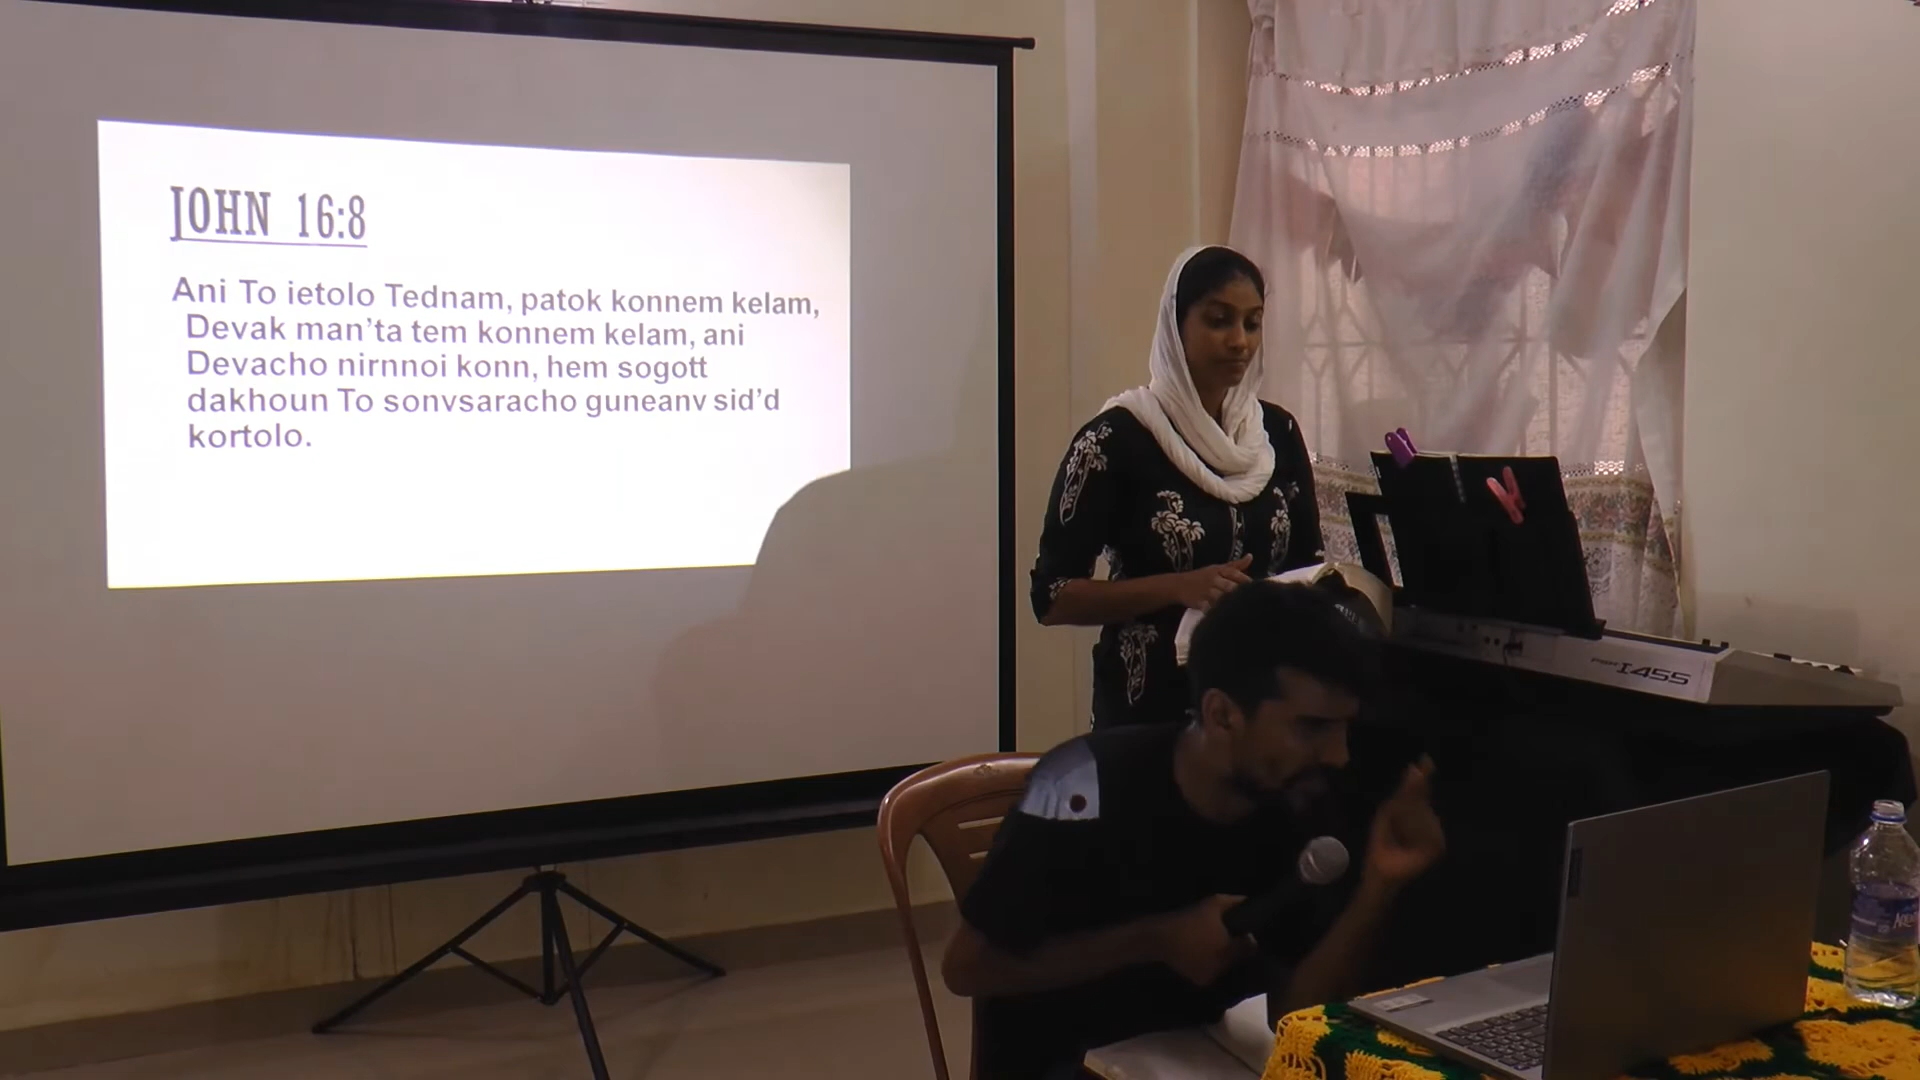 JOHN 16:8
Ani To ietolo Tednam, patok konnem kelam,
Devak man’ta tem konnem kelam, ani
Devacho nirnnoi konn, hem sogott
dakhoun To sonvsaracho guneanv sid’d
kortolo.
I455